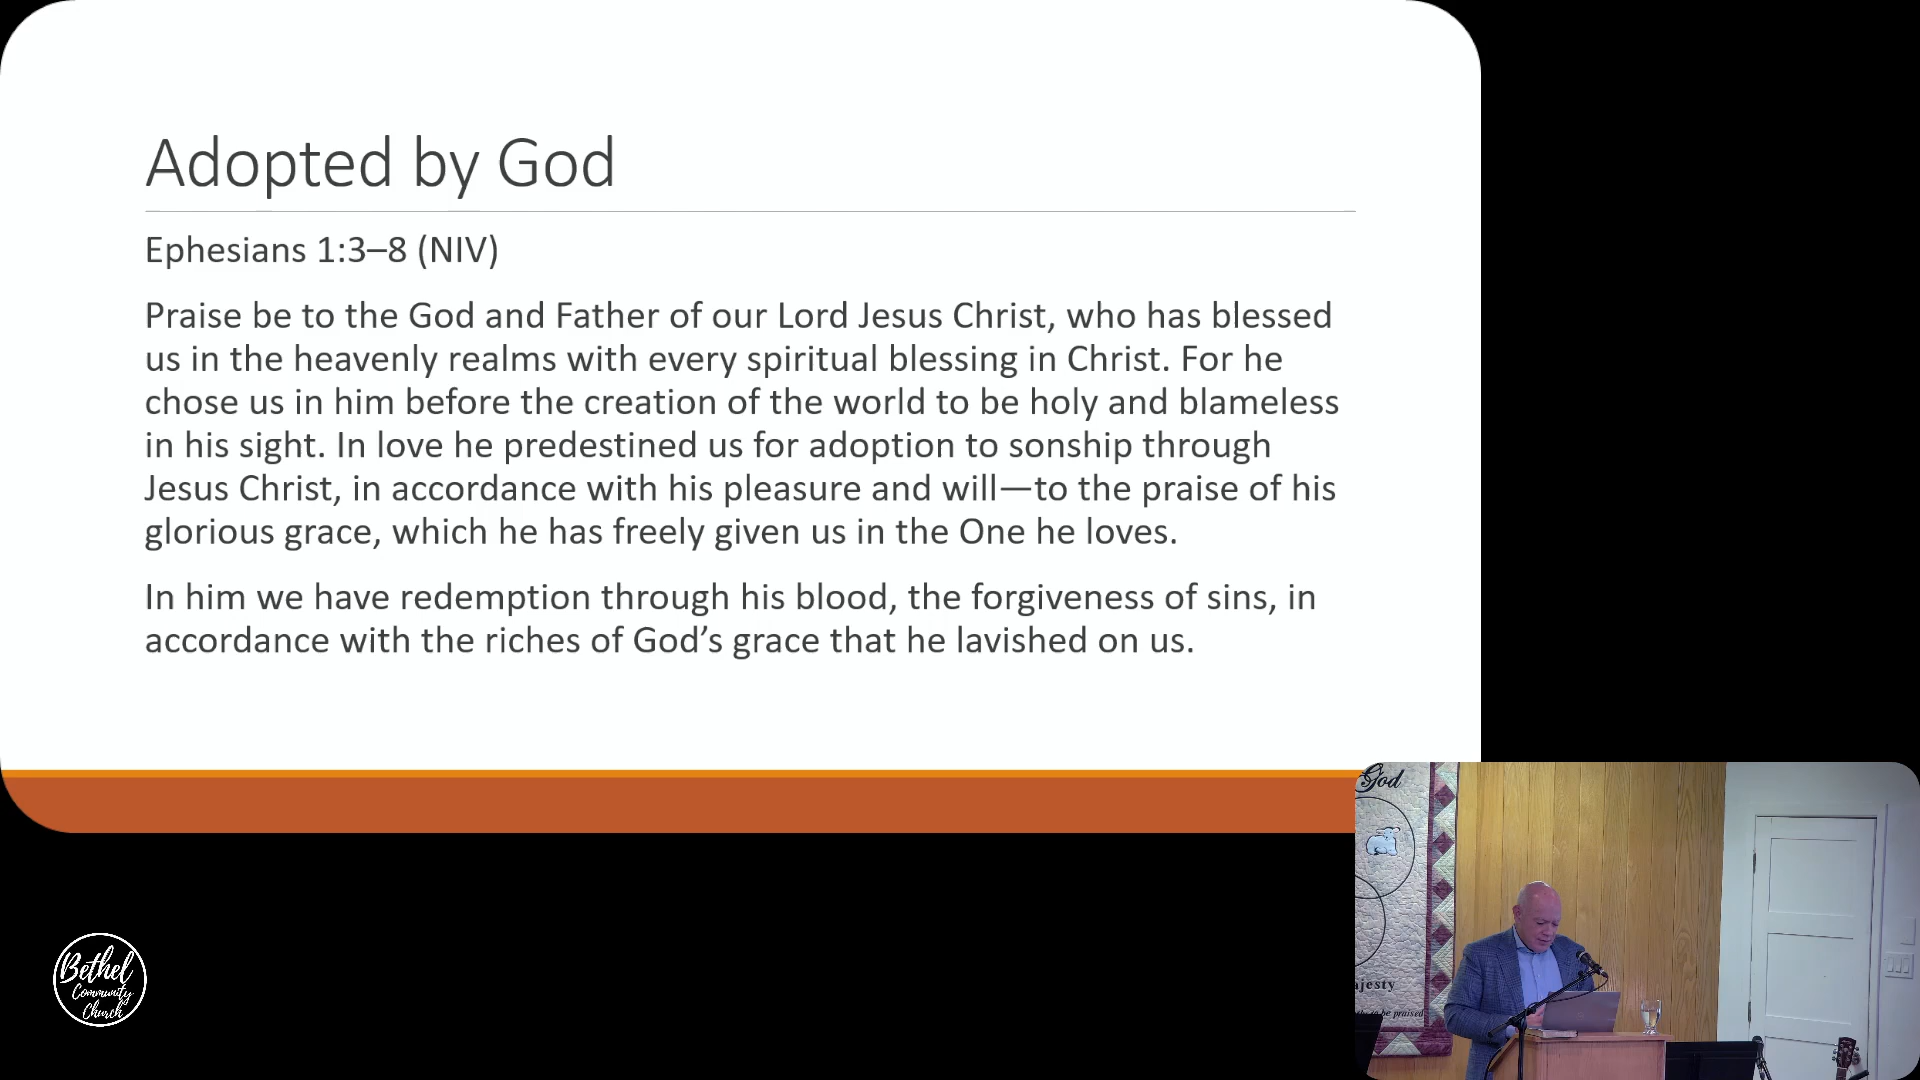 Adopted by God
Ephesians 1:3–8 (NIV)
Praise be to the God and Father of our Lord Jesus Christ, who has blessed
us in the heavenly realms with every spiritual blessing in Christ. For he
chose us in him before the creation of the world to be holy and blameless
in his sight. In love he predestined us for adoption to sonship through
Jesus Christ, in accordance with his pleasure and will—to the praise of his
glorious grace, which he has freely given us in the One he loves.
In him we have redemption through his blood, the forgiveness of sins, in
accordance with the riches of God’s grace that he lavished on us.
God
ajesty
to be praised
Bethel
Community
Church